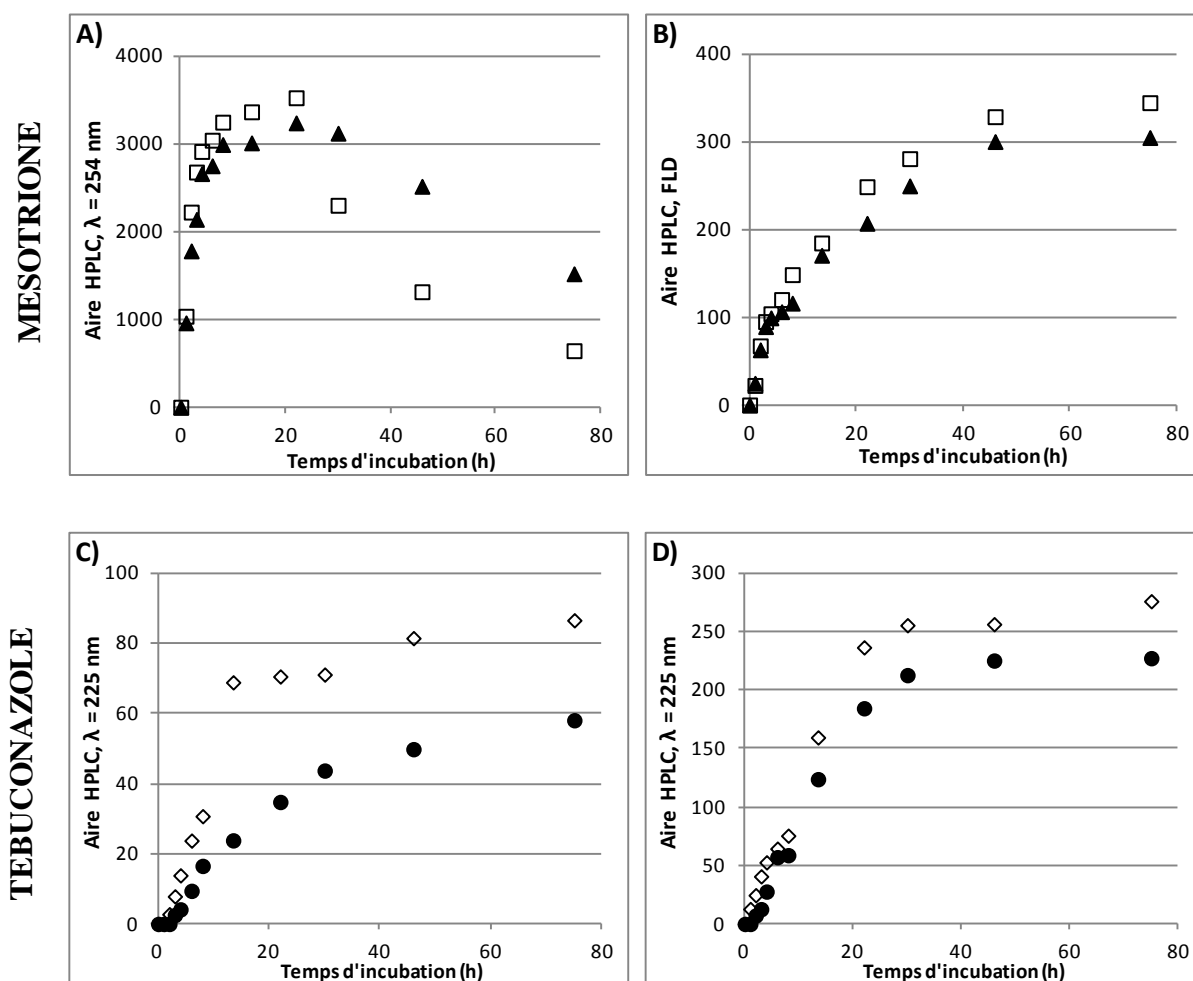 MESOTRIONE
A)
Aire HPLC, λ = 254 nm
4000
3000
2000
1000
0
0 20 40 60 80
Temps d'incubation (h)
B)
Aire HPLC, FLD
400
300
200
100
0
0 20 40 60 80
Temps d'incubation (h)
TEBUCONAZOLE
C)
Aire HPLC, λ = 225 nm
100
80
60
40
20
0
0 20 40 60 80
Temps d'incubation (h)
D)
Aire HPLC, λ = 225 nm
300
250
200
150
100
50
0
0 20 40 60 80
Temps d'incubation (h)